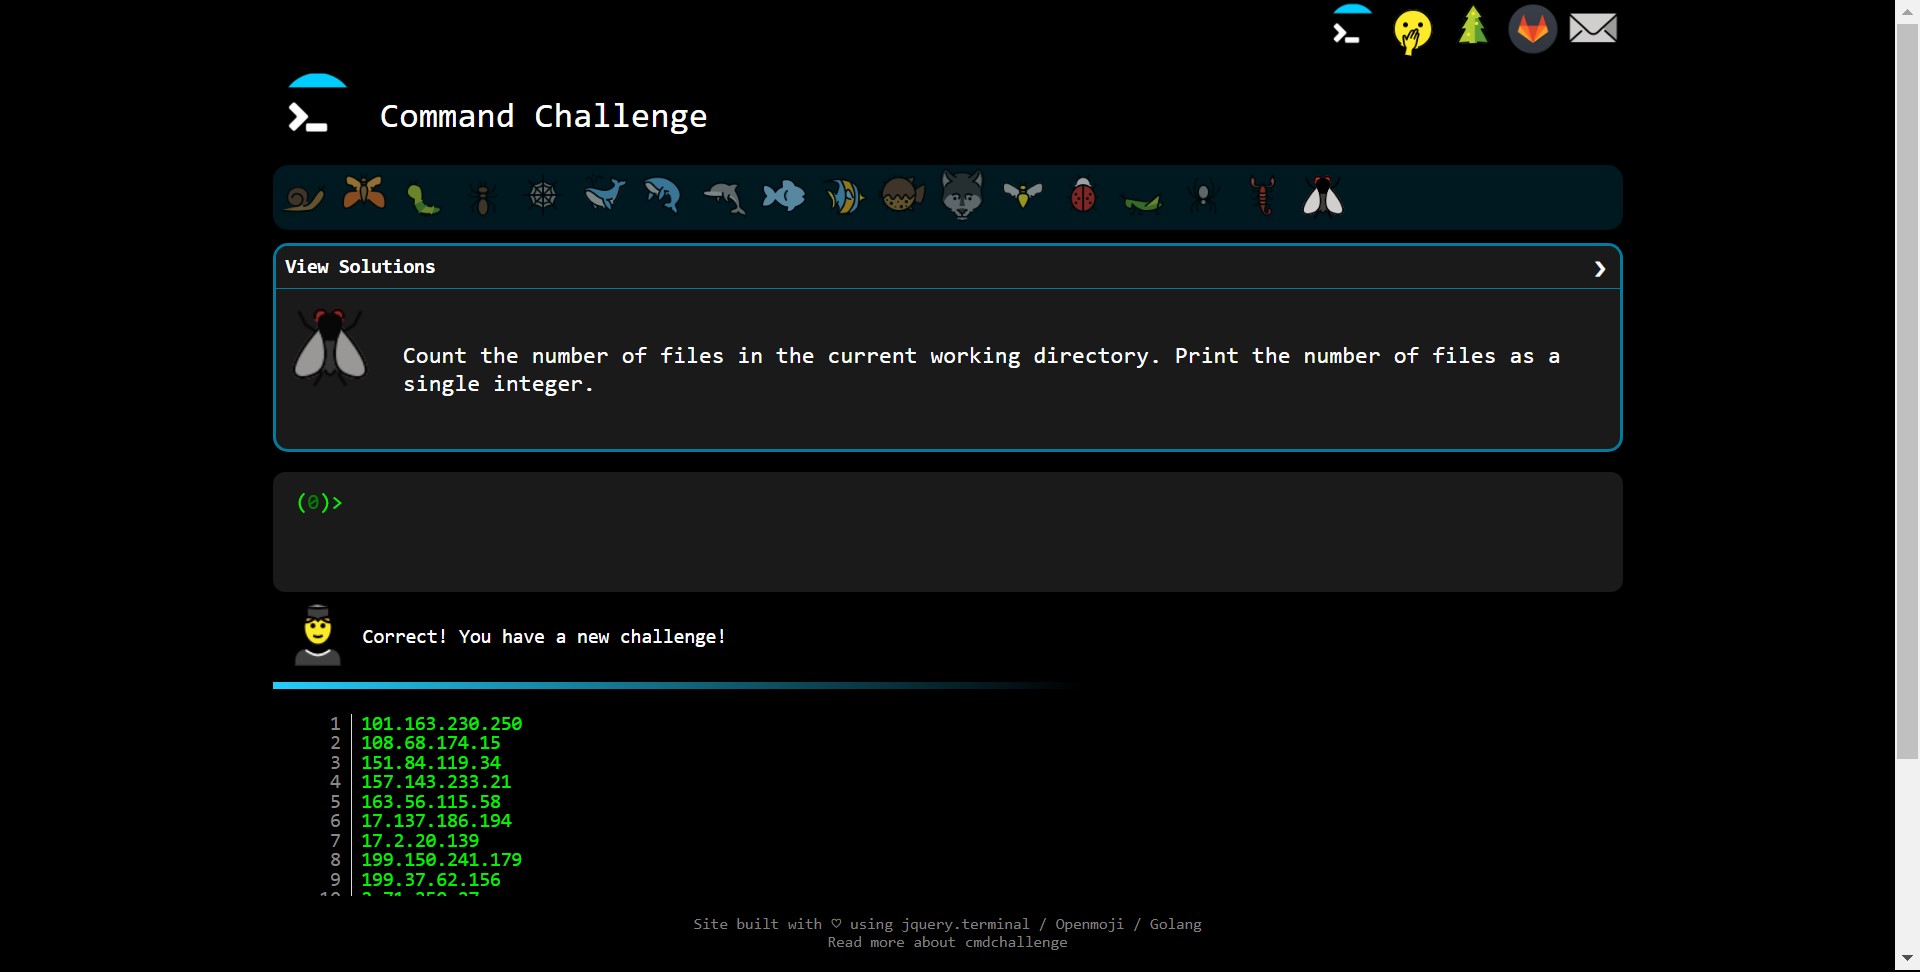 Command Challenge
View Solutions
Count the number of files in the current working directory. Print the number of files as a
single integer.
(0)>
Correct! You have a new challenge!
1 101.163.230.250
2 108.68.174.15
3 151.84.119.34
4 157.143.233.21
5 163.56.115.58
6 17.137.186.194
7 17.2.20.139
8 199.150.241.179
9 199.37.62.156
Site built with ♡ using jquery.terminal / Openmoji / Golang
Read more about cmdchallenge